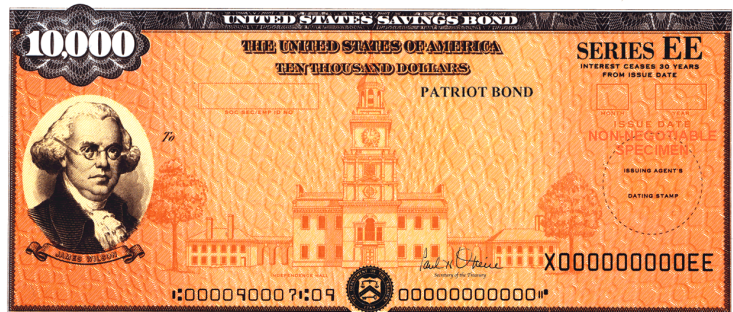 UNITED STATES SAVINGS BOND
10,000
THE UNITED STATES OF AMERICA
TEN THOUSAND DOLLARS
SERIES EE
INTEREST CEASES 30 YEARS
FROM ISSUE DATE
PATRIOT BOND
SOC SEC/EMP ID NO
MONTH YEAR
ISSUE DATE
NON-NEGOTIABLE
SPECIMEN
To
ISSUING AGENT'S
DATING STAMP
JAMES WILSON
INDEPENDENCE HALL
Secretary of the Treasury
X000000000EE
⑆000090007⑆09 00000000000⑈